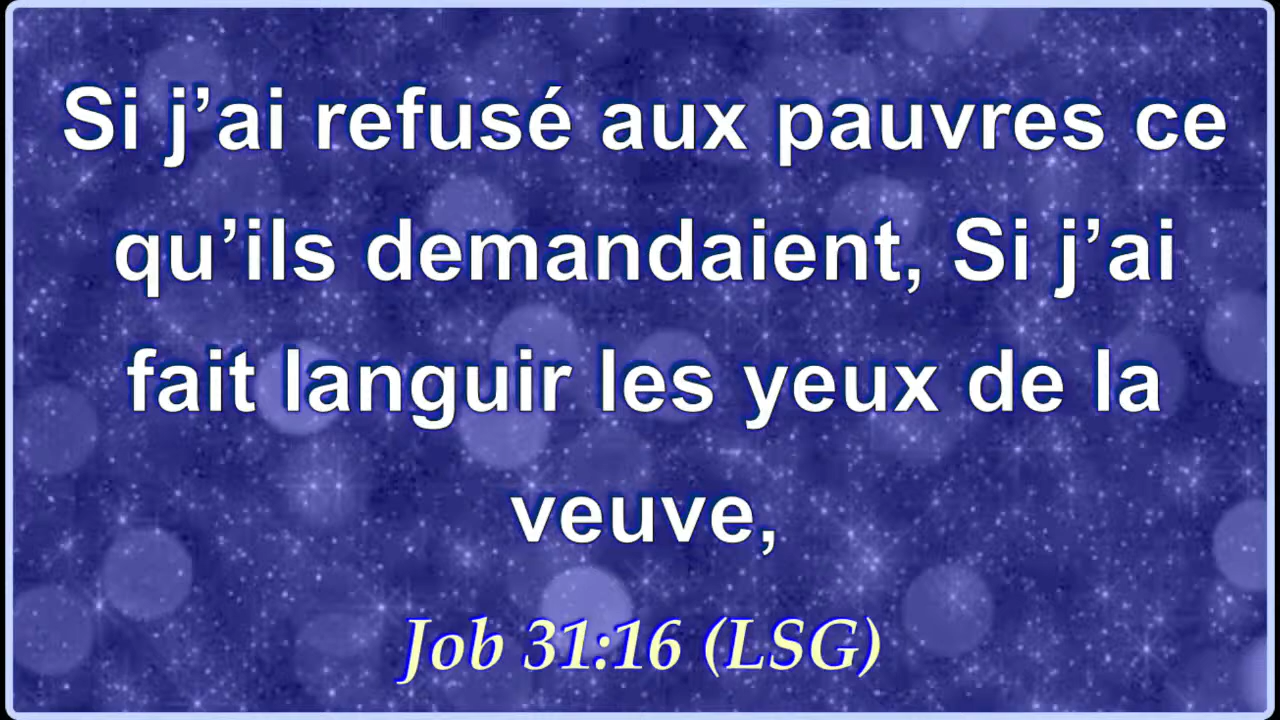 Si j’ai refusé aux pauvres ce
qu’ils demandaient, Si j’ai
fait languir les yeux de la
veuve,
Job 31:16 (LSG)